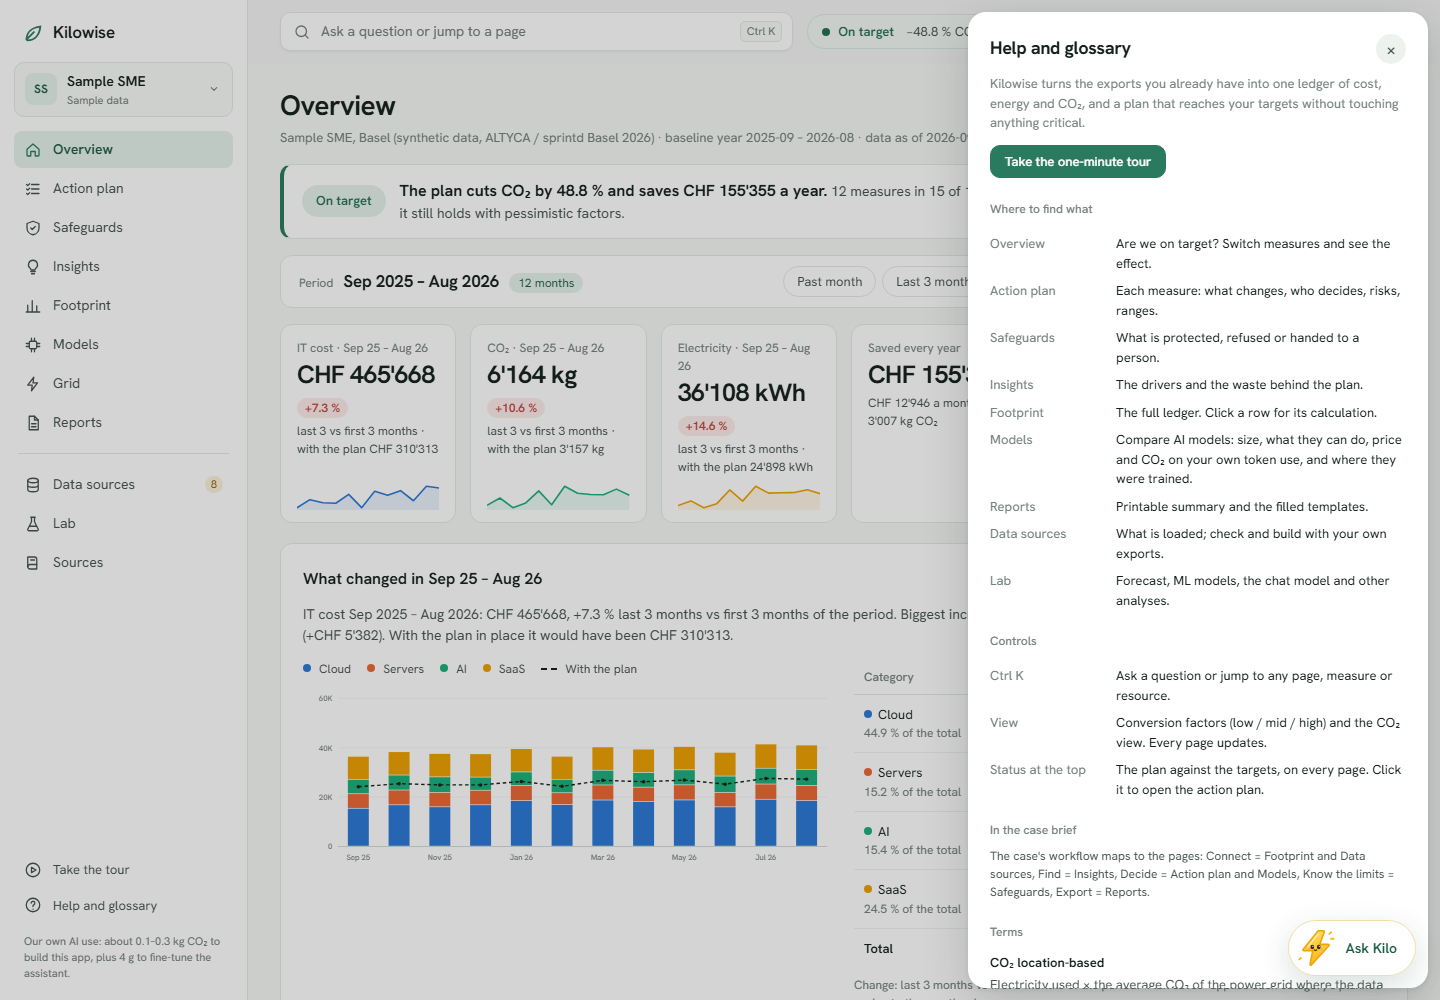 Kilowise
SS
Sample SME
Sample data
Overview
Action plan
Safeguards
Insights
Footprint
Models
Grid
Reports
Data sources
8
Lab
Sources
Take the tour
Help and glossary
Our own AI use: about 0.1–0.3 kg CO₂ to
build this app, plus 4 g to fine-tune the
assistant.
Ask a question or jump to a page
Ctrl K
On target
−48.8 %
Overview
Sample SME, Basel (synthetic data, ALTYCA / sprintd Basel 2026) · baseline year 2025-09 – 2026-08 · data as of
On target
The plan cuts CO₂ by 48.8 % and saves CHF 155'355 a year. 12 measures in 15 of
it still holds with pessimistic factors.
Period
Sep 2025 – Aug 2026
12 months
Past month
Last 3 month
IT cost · Sep 25 – Aug 26
CHF 465'668
+7.3 %
last 3 vs first 3 months ·
with the plan CHF 310'313
CO₂ · Sep 25 – Aug 26
6'164 kg
+10.6 %
last 3 vs first 3 months ·
with the plan 3'157 kg
Electricity · Sep 25 – Aug
26
36'108 kWh
+14.6 %
last 3 vs first 3 months ·
with the plan 24'898 kWh
Saved every year
CHF
CHF 12'946 a
3'007 kg CO₂
What changed in Sep 25 – Aug 26
IT cost Sep 2025 – Aug 2026: CHF 465'668, +7.3 % last 3 months vs first 3 months of the period. Biggest
(+CHF 5'382). With the plan in place it would have been CHF 310'313.
Cloud
Servers
AI
SaaS
With the plan
60K
40K
20K
0
Sep 25
Nov 25
Jan 26
Mar 26
May 26
Jul 26
Category
Cloud
44.9 % of the total
Servers
15.2 % of the total
AI
15.4 % of the total
SaaS
24.5 % of the total
Total
Change: last 3 months
Help and glossary
×
Kilowise turns the exports you already have into one ledger of cost,
energy and CO₂, and a plan that reaches your targets without touching
anything critical.
Take the one-minute tour
Where to find what
Overview
Are we on target? Switch measures and see the
effect.
Action plan
Each measure: what changes, who decides, risks,
ranges.
Safeguards
What is protected, refused or handed to a
person.
Insights
The drivers and the waste behind the plan.
Footprint
The full ledger. Click a row for its calculation.
Models
Compare AI models: size, what they can do, price
and CO₂ on your own token use, and where they
were trained.
Reports
Printable summary and the filled templates.
Data sources
What is loaded; check and build with your own
exports.
Lab
Forecast, ML models, the chat model and other
analyses.
Controls
Ctrl K
Ask a question or jump to any page, measure or
resource.
View
Conversion factors (low / mid / high) and the CO₂
view. Every page updates.
Status at the top
The plan against the targets, on every page. Click
it to open the action plan.
In the case brief
The case's workflow maps to the pages: Connect = Footprint and Data
sources, Find = Insights, Decide = Action plan and Models, Know the limits =
Safeguards, Export = Reports.
Terms
CO₂ location-based
Electricity used × the average CO₂ of the power grid where the data
Ask Kilo